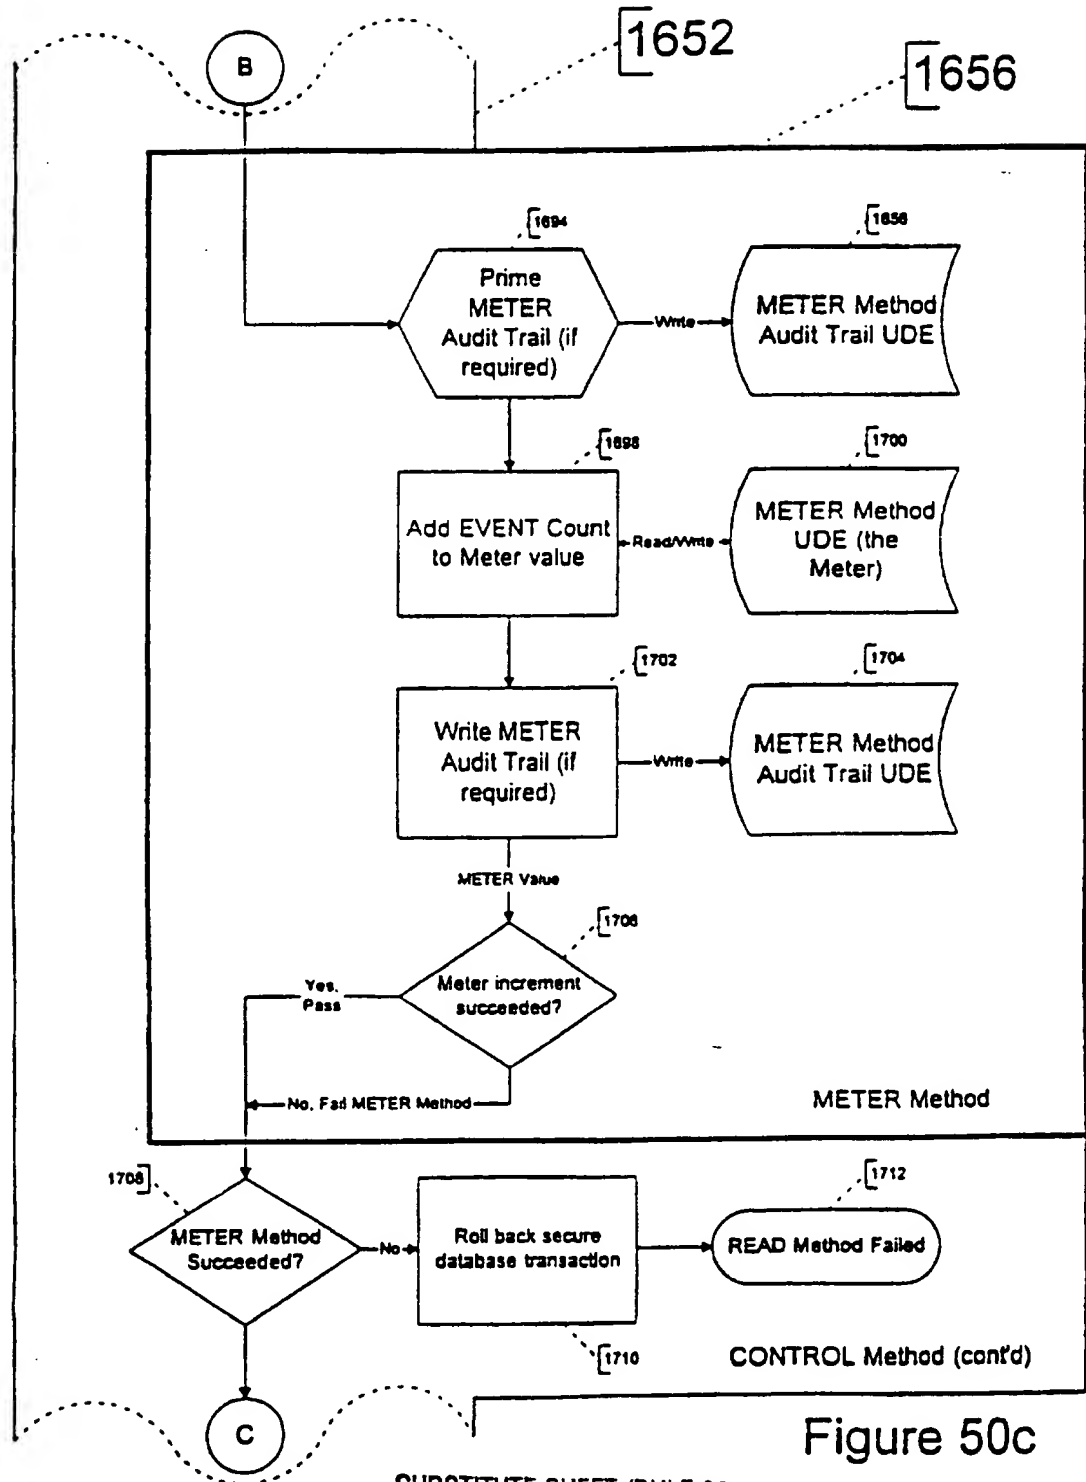 1652
1656
B
1694
Prime
METER
Audit Trail (if
required)
Write
1656
METER Method
Audit Trail UDE
1698
Add EVENT Count
to Meter value
Read/Write
1700
METER Method
UDE (the
Meter)
1702
Write METER
Audit Trail (if
required)
Write
1704
METER Method
Audit Trail UDE
METER Value
1706
Meter increment
succeeded?
Yes,
Pass
No, Fail METER Method
METER Method
1708
METER Method
Succeeded?
No
Roll back secure
database transaction
1710
1712
READ Method Failed
CONTROL Method (cont'd)
C
Figure 50c